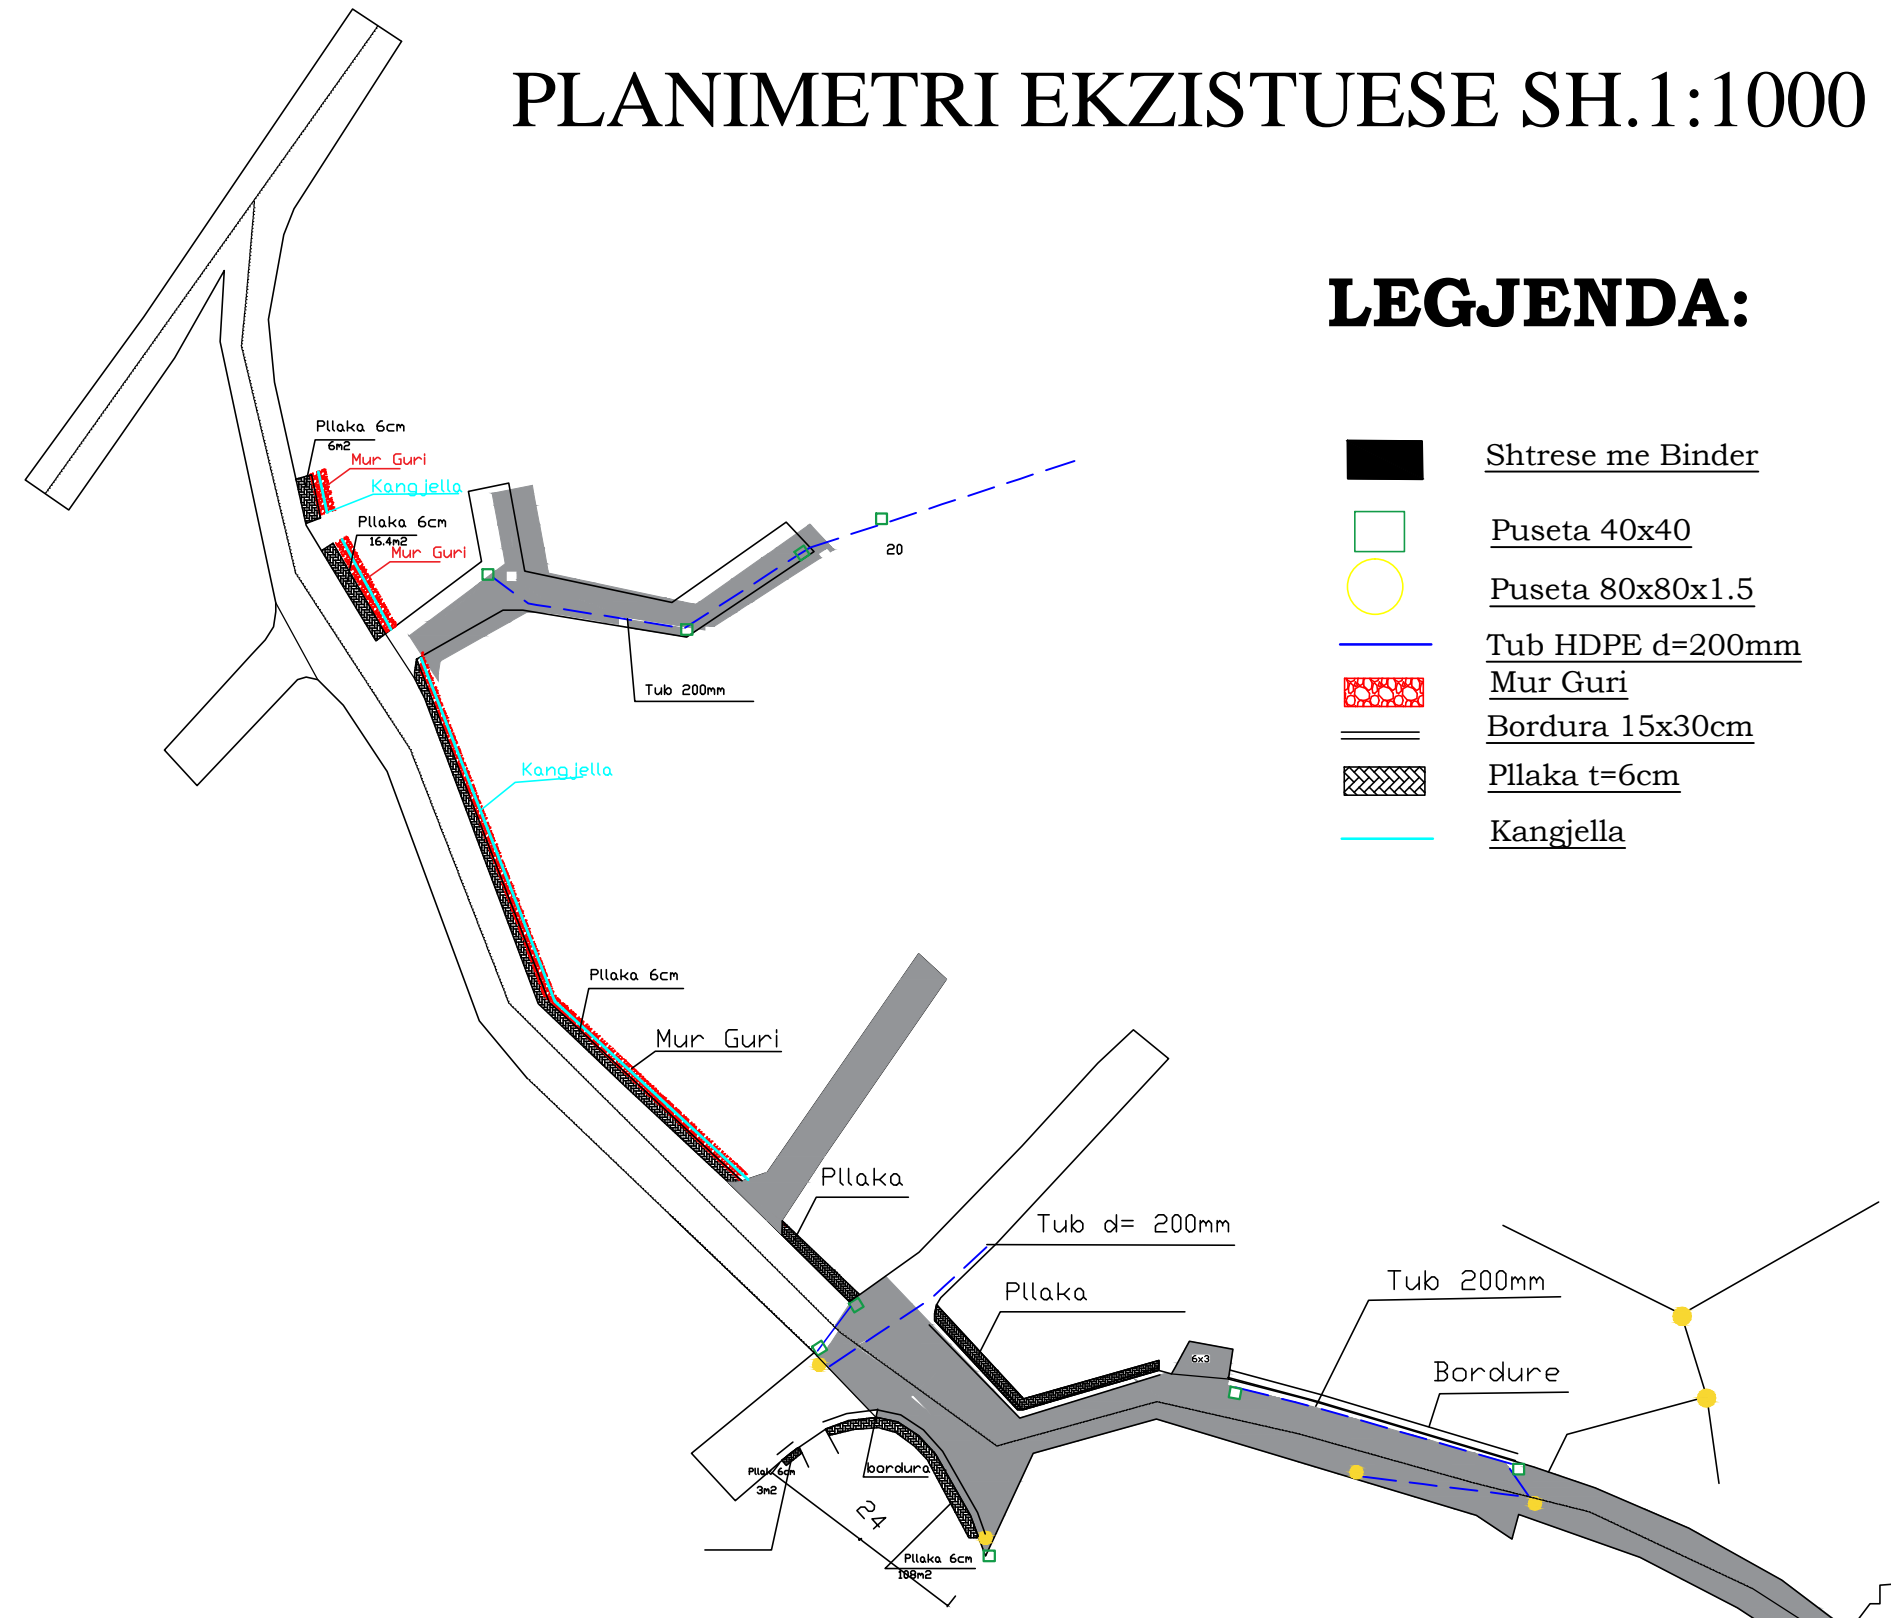 PLANIMETRI EKZISTUESE SH.1:1000
LEGJENDA:
Shtrese me Binder
Puseta 40x40
Puseta 80x80x1.5
Tub HDPE d=200mm
Mur Guri
Bordura 15x30cm
Pllaka t=6cm
Kangjella
Pllaka 6cm
6m2
Mur Guri
Kangjella
Pllaka 6cm
16.4m2
Mur Guri
20
Tub 200mm
Kangjella
Pllaka 6cm
Mur Guri
Pllaka
Tub d= 200mm
Pllaka
Tub 200mm
6x3
Bordure
Pllaka 6cm
3m2
bordura
24
Pllaka 6cm
108m2